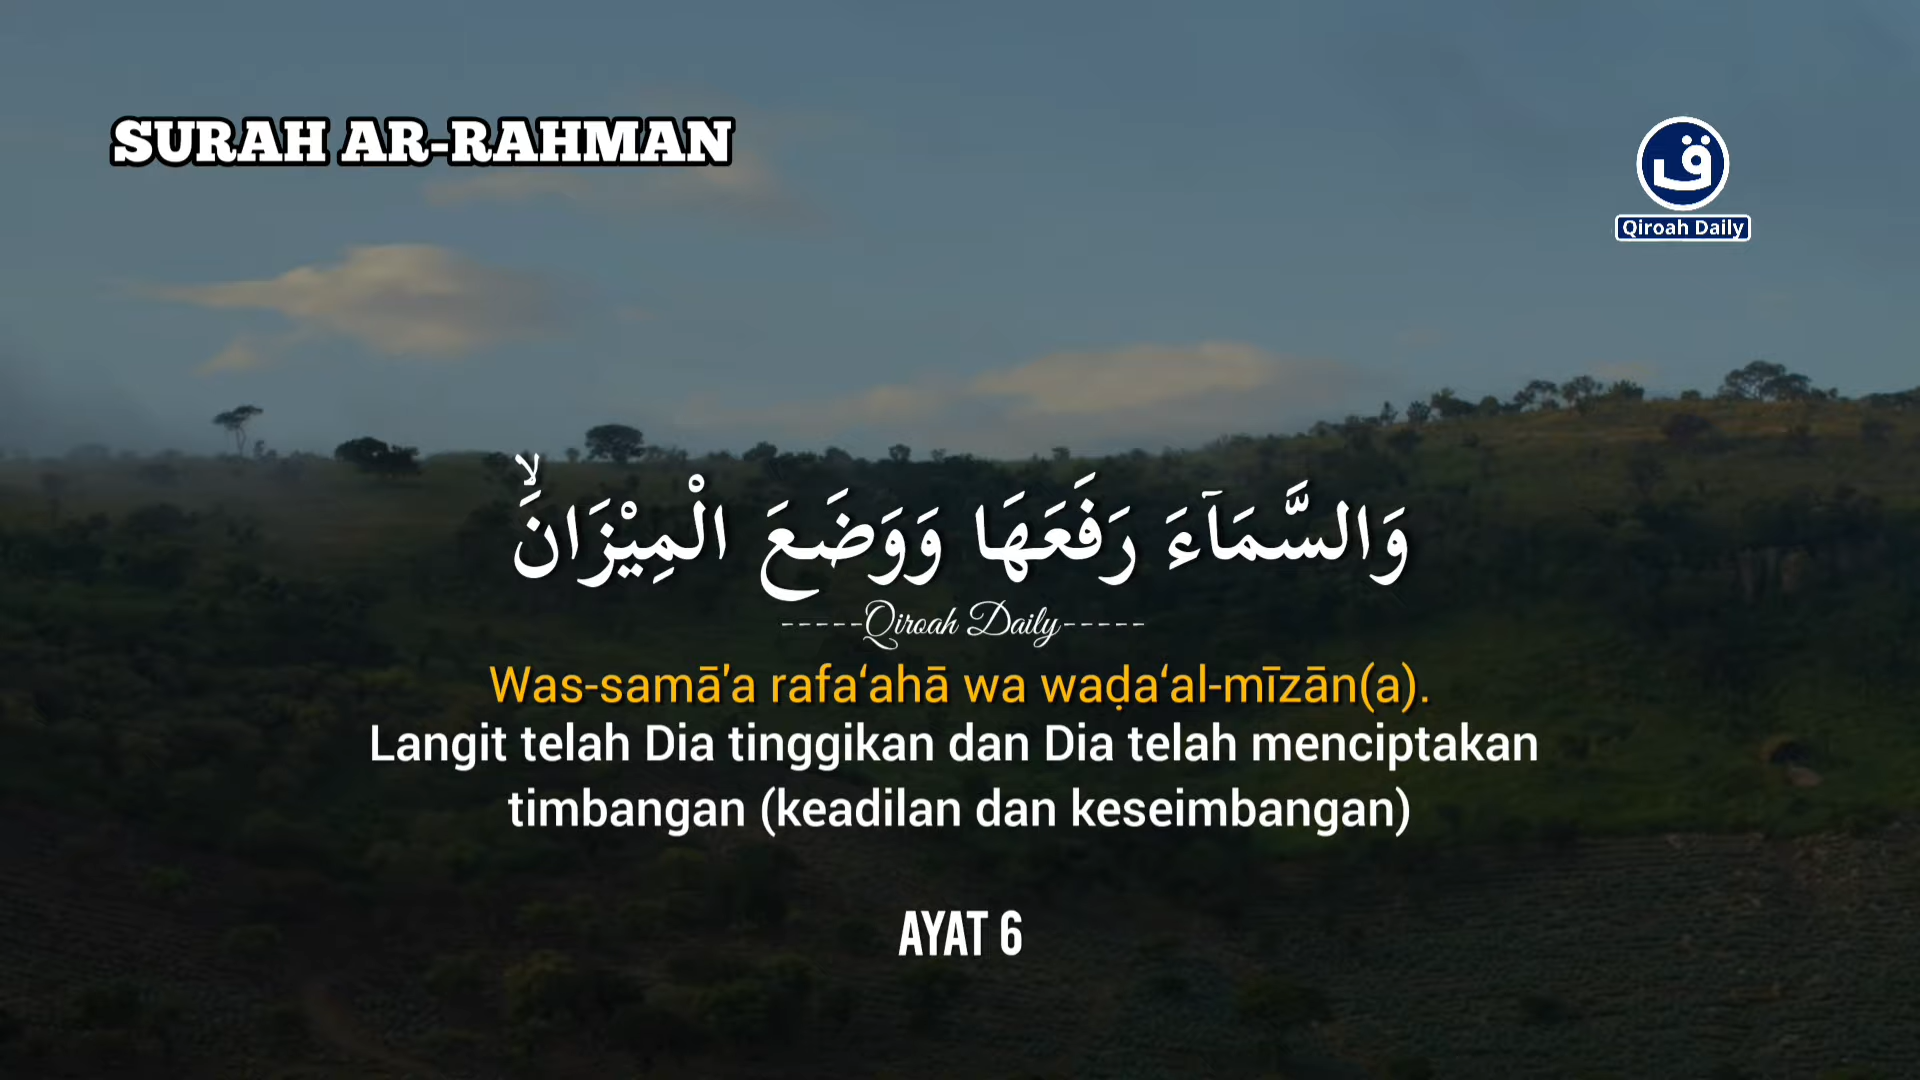 SURAH AR-RAHMAN
ق
Qiroah Daily
وَالسَّمَاۤءَ رَفَعَهَا وَوَضَعَ الْمِيْزَانَۙ
-----Qiroah Daily-----
Was-samā'a rafa‘ahā wa waḍa‘al-mīzān(a).
Langit telah Dia tinggikan dan Dia telah menciptakan
timbangan (keadilan dan keseimbangan)
AYAT 6